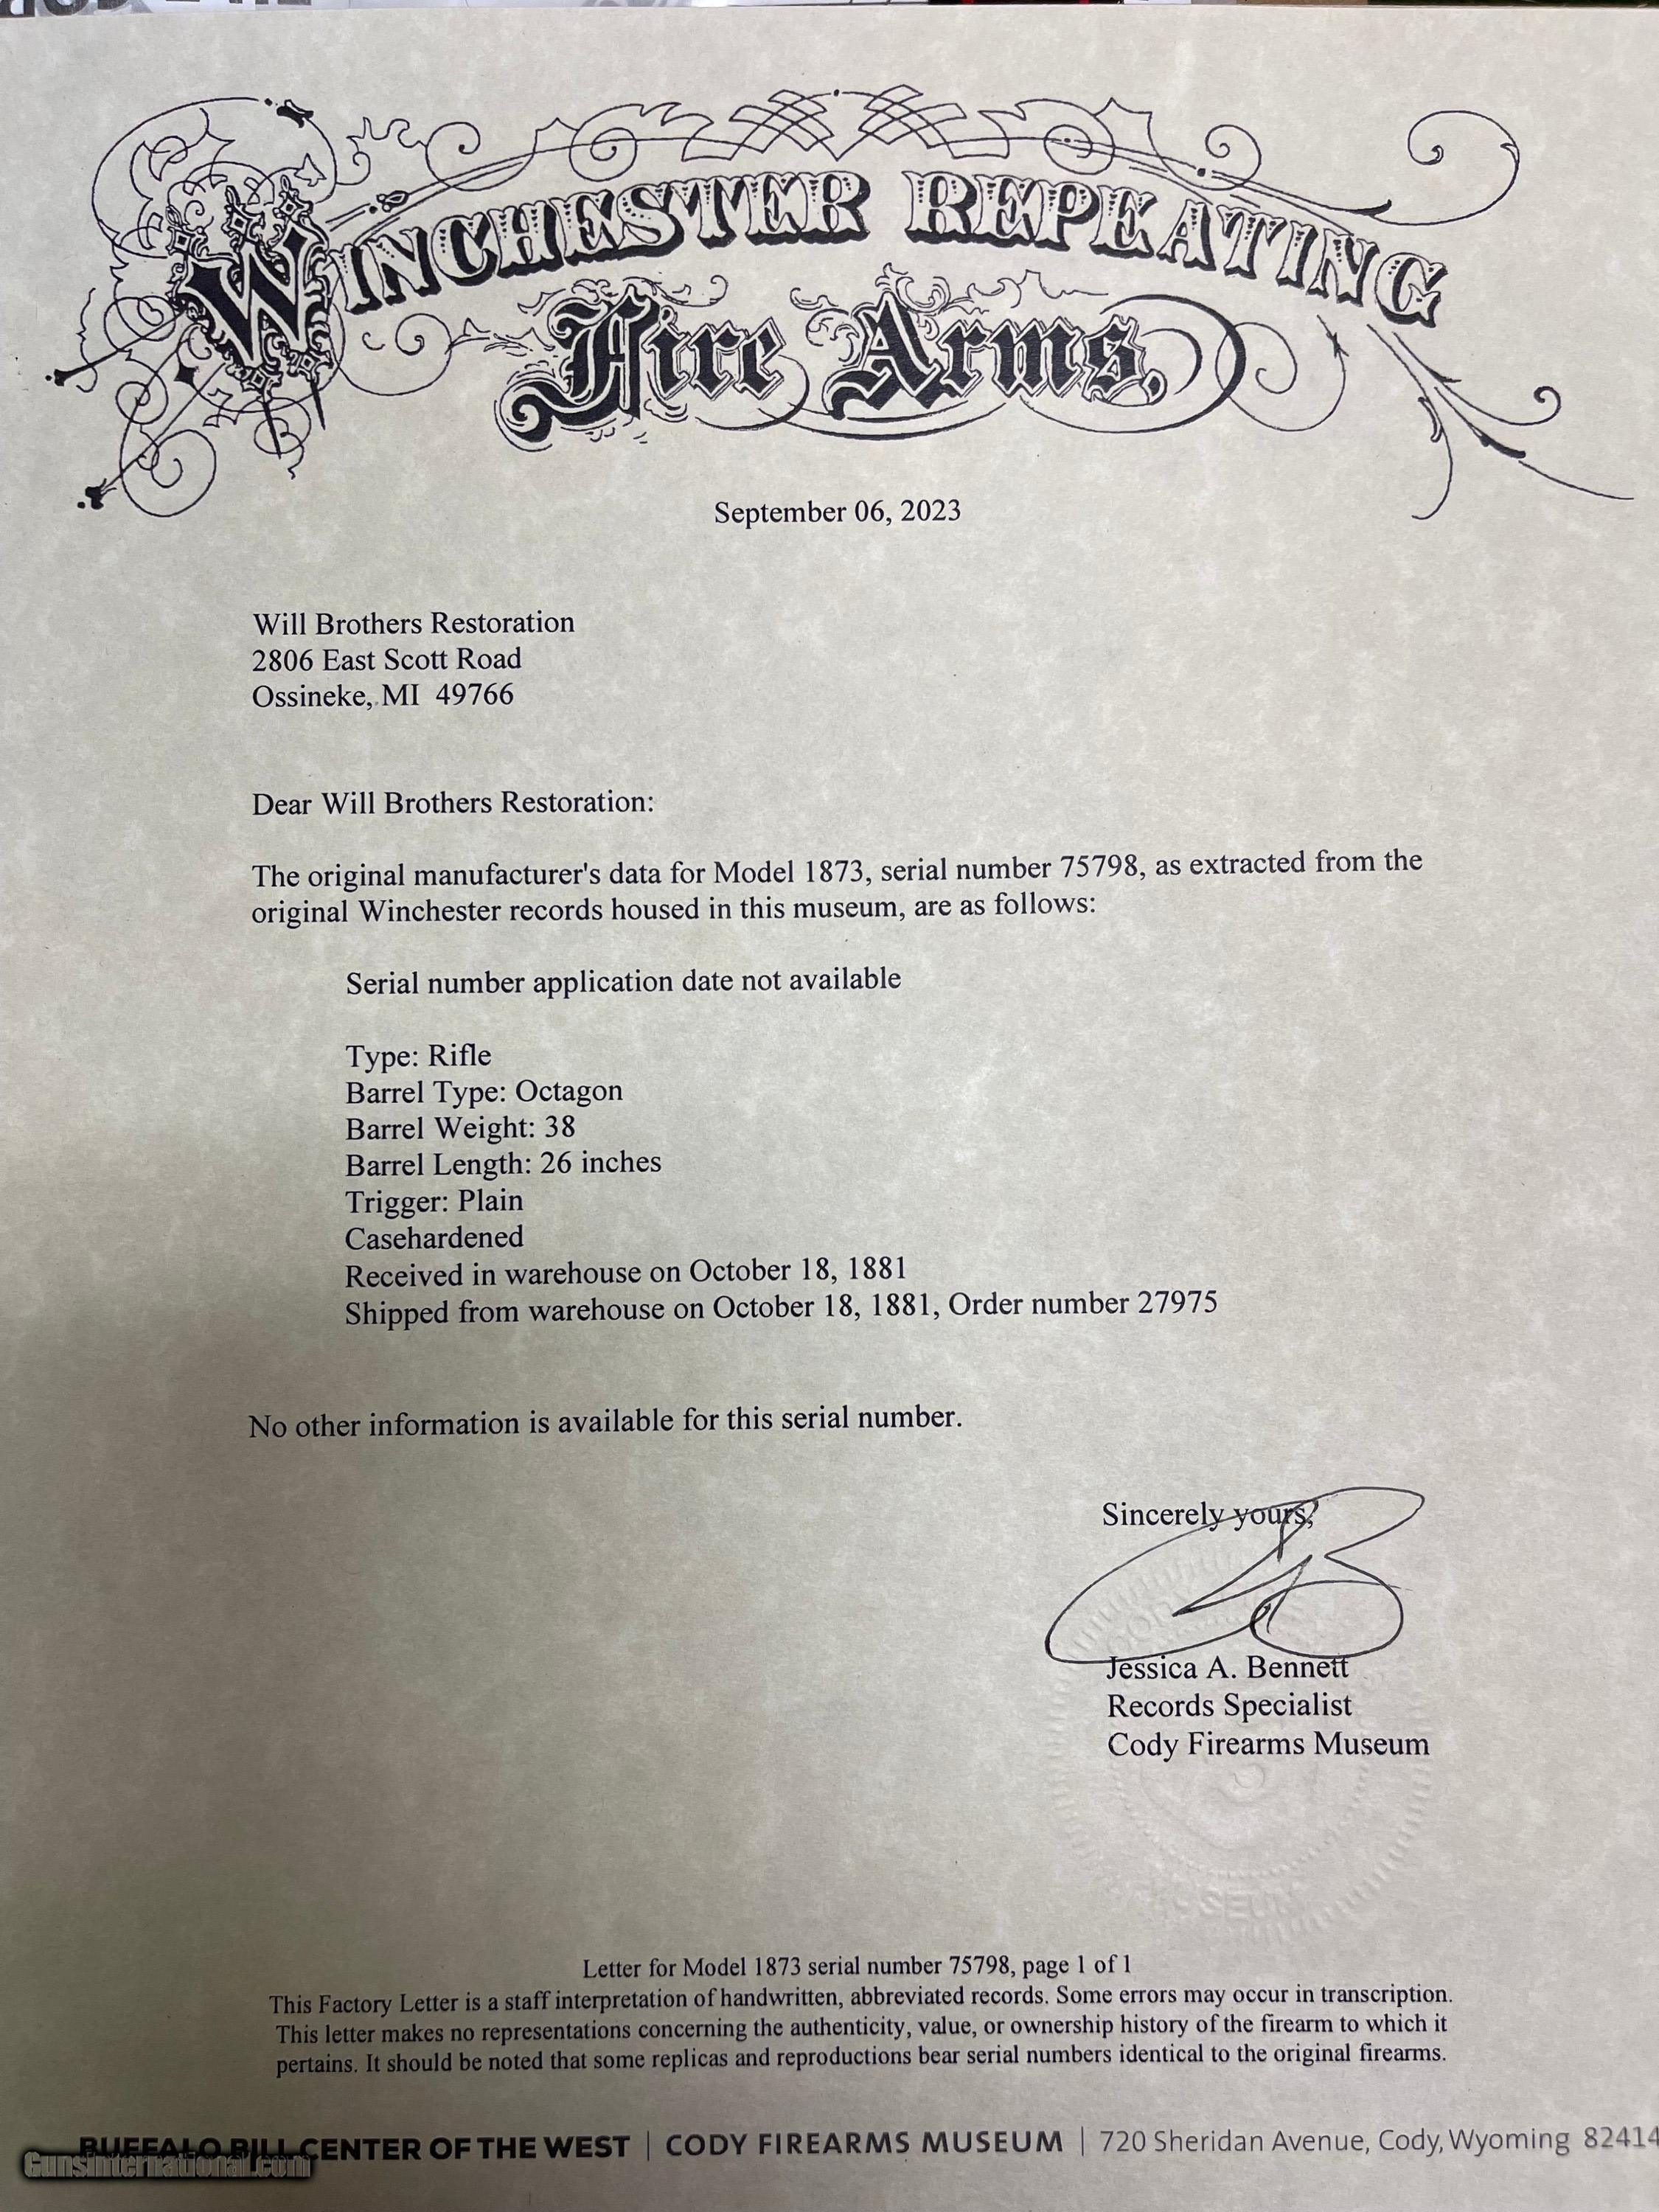 WINCHESTER REPEATING
Fire Arms,
September 06, 2023
Will Brothers Restoration
2806 East Scott Road
Ossineke, MI  49766
Dear Will Brothers Restoration:
The original manufacturer's data for Model 1873, serial number 75798, as extracted from the
original Winchester records housed in this museum, are as follows:
Serial number application date not available
Type: Rifle
Barrel Type: Octagon
Barrel Weight: 38
Barrel Length: 26 inches
Trigger: Plain
Casehardened
Received in warehouse on October 18, 1881
Shipped from warehouse on October 18, 1881, Order number 27975
No other information is available for this serial number.
Sincerely yours,
Jessica A. Bennett
Records Specialist
Cody Firearms Museum
Letter for Model 1873 serial number 75798, page 1 of 1
This Factory Letter is a staff interpretation of handwritten, abbreviated records. Some errors may occur in transcription.
This letter makes no representations concerning the authenticity, value, or ownership history of the firearm to which it
pertains. It should be noted that some replicas and reproductions bear serial numbers identical to the original firearms.
BUFFALO BILL CENTER OF THE WEST | CODY FIREARMS MUSEUM | 720 Sheridan Avenue, Cody, Wyoming 82414
GunsInternational.com